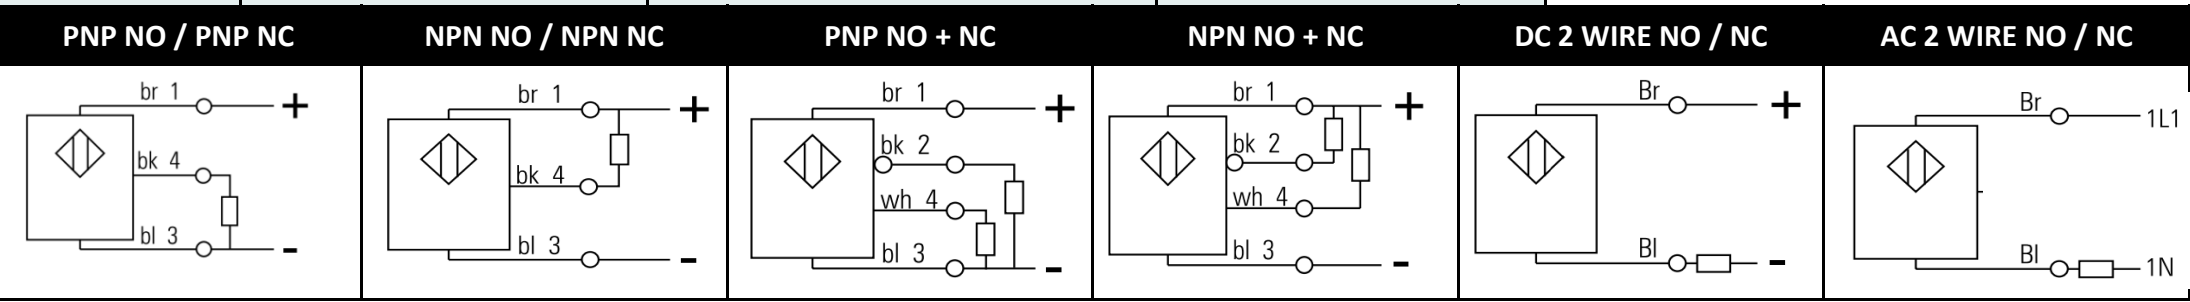 PNP NO / PNP NC
NPN NO / NPN NC
PNP NO + NC
NPN NO + NC
DC 2 WIRE NO / NC
AC 2 WIRE NO / NC
br 1
+
bk 4
bl 3
-
br 1
+
bk 4
bl 3
-
br 1
+
bk 2
wh 4
bl 3
-
br 1
+
bk 2
wh 4
bl 3
-
Br
+
Bl
-
Br
1L1
Bl
1N